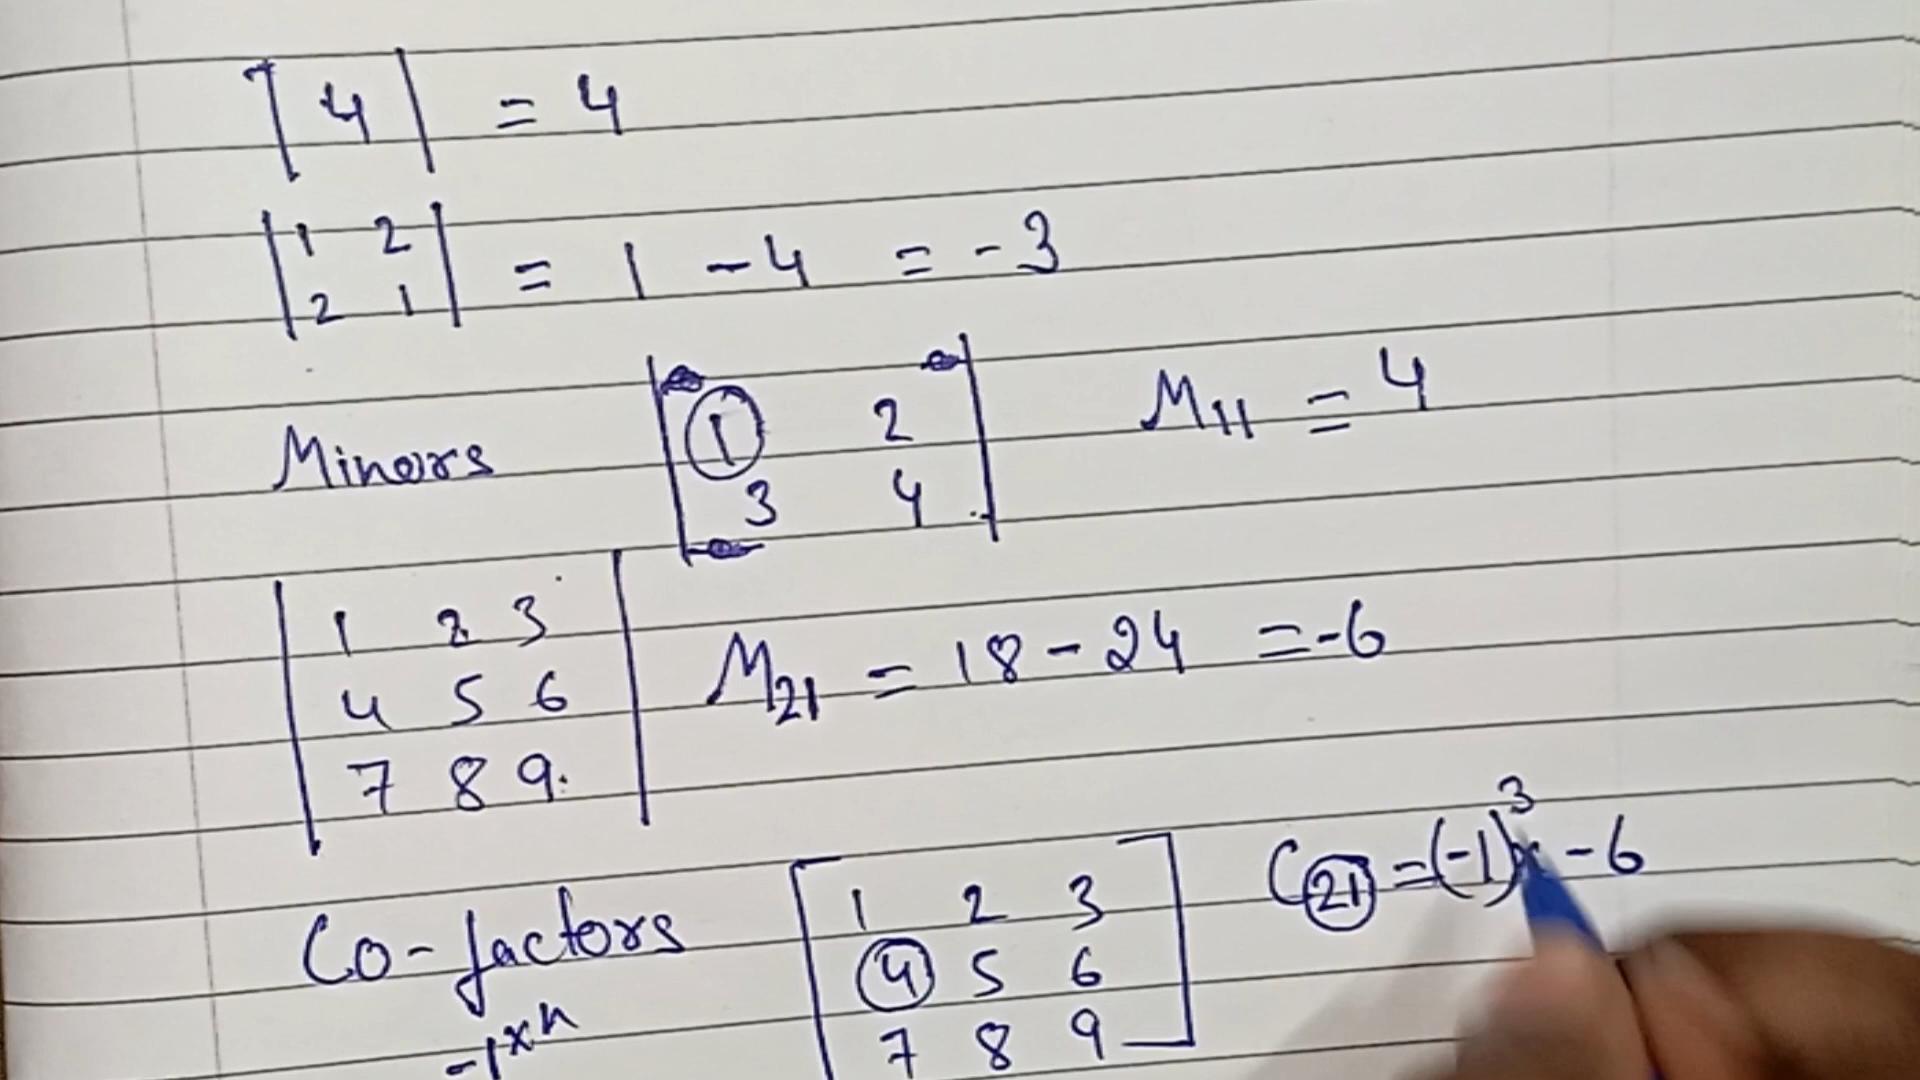 |4| = 4
|1 2
2 1| = 1 - 4 = - 3
Minors |1 2
3 4| M11 = 4
|1 2 3
4 5 6
7 8 9| M21 = 18 - 24 = -6
Co-factors [1 2 3
4 5 6
7 8 9] C21 = (-1)^3 x - 6
-1^xn